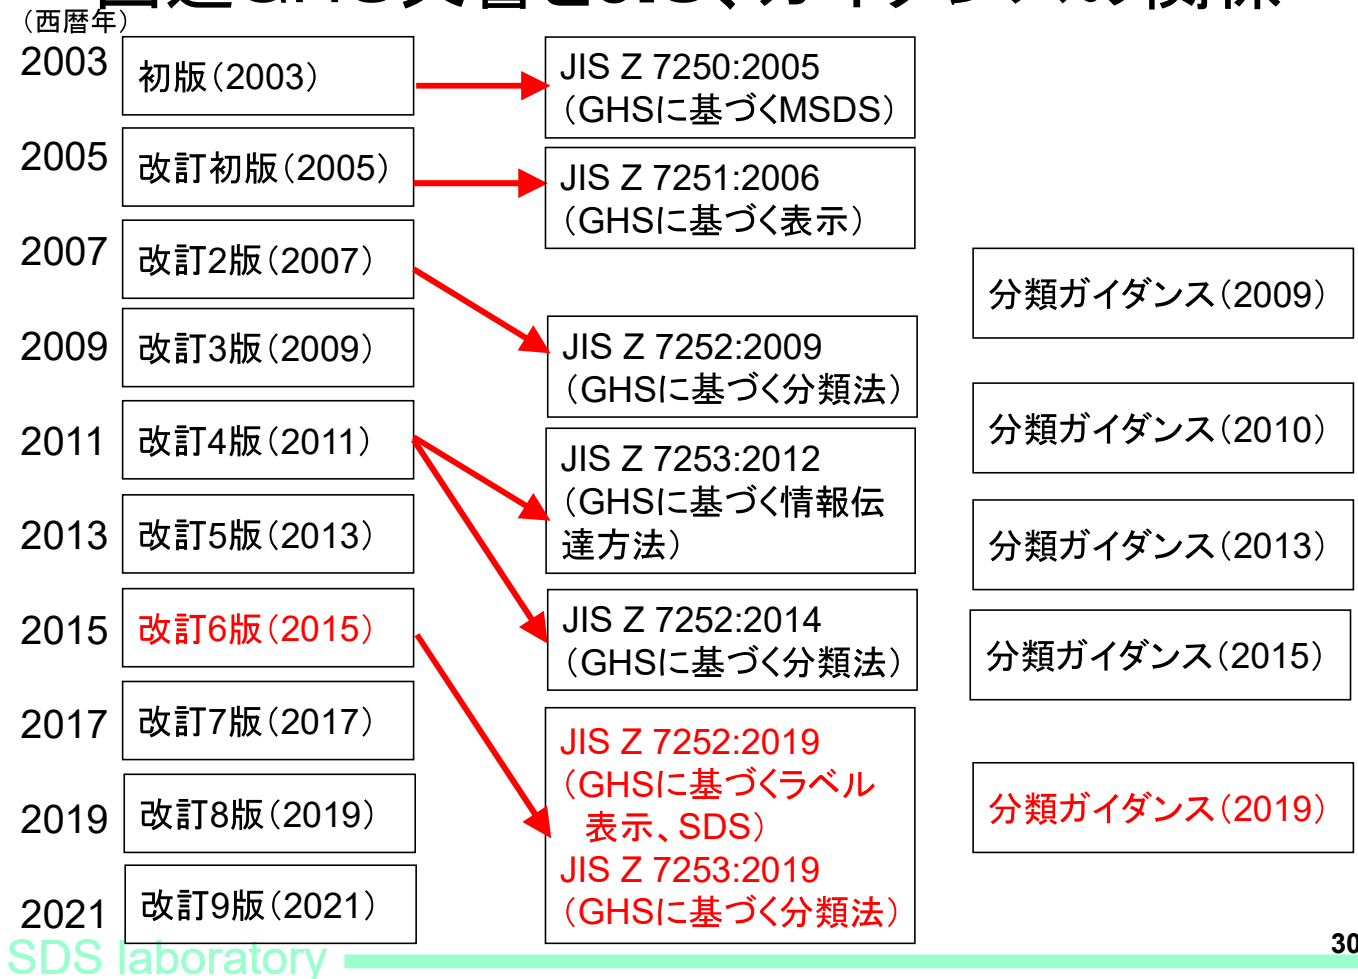 (西暦年)
2003
初版(2003)
JIS Z 7250:2005
(GHSに基づくMSDS)
2005
改訂初版(2005)
JIS Z 7251:2006
(GHSに基づく表示)
2007
改訂2版(2007)
分類ガイダンス(2009)
2009
改訂3版(2009)
JIS Z 7252:2009
(GHSに基づく分類法)
2011
改訂4版(2011)
分類ガイダンス(2010)
JIS Z 7253:2012
(GHSに基づく情報伝
達方法)
2013
改訂5版(2013)
分類ガイダンス(2013)
2015
改訂6版(2015)
JIS Z 7252:2014
(GHSに基づく分類法)
分類ガイダンス(2015)
2017
改訂7版(2017)
JIS Z 7252:2019
(GHSに基づくラベル
表示、SDS)
JIS Z 7253:2019
(GHSに基づく分類法)
2019
改訂8版(2019)
分類ガイダンス(2019)
2021
改訂9版(2021)
SDS laboratory
30